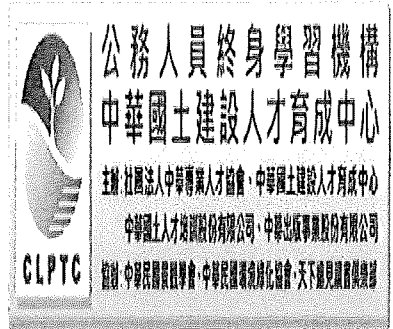 公務人員終身學習機構
中華國土建設人才育成中心
主辦:社團法人中華專業人才協會、中華國土建設人才育成中心
中華國土人才培訓股份有限公司、中華出版事業股份有限公司
協辦:中華民國 學會、中華民國環境綠化協會、天下遠見讀書俱樂部
CLPTC